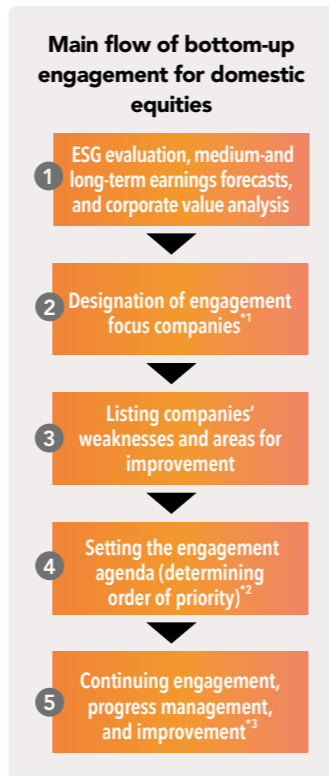 Main flow of bottom-up
engagement for domestic
equities
1
ESG evaluation, medium-and
long-term earnings forecasts,
and corporate value analysis
2
Designation of engagement
focus companies*1
3
Listing companies'
weaknesses and areas for
improvement
4
Setting the engagement
agenda (determining
order of priority)*2
5
Continuing engagement,
progress management,
and improvement*3